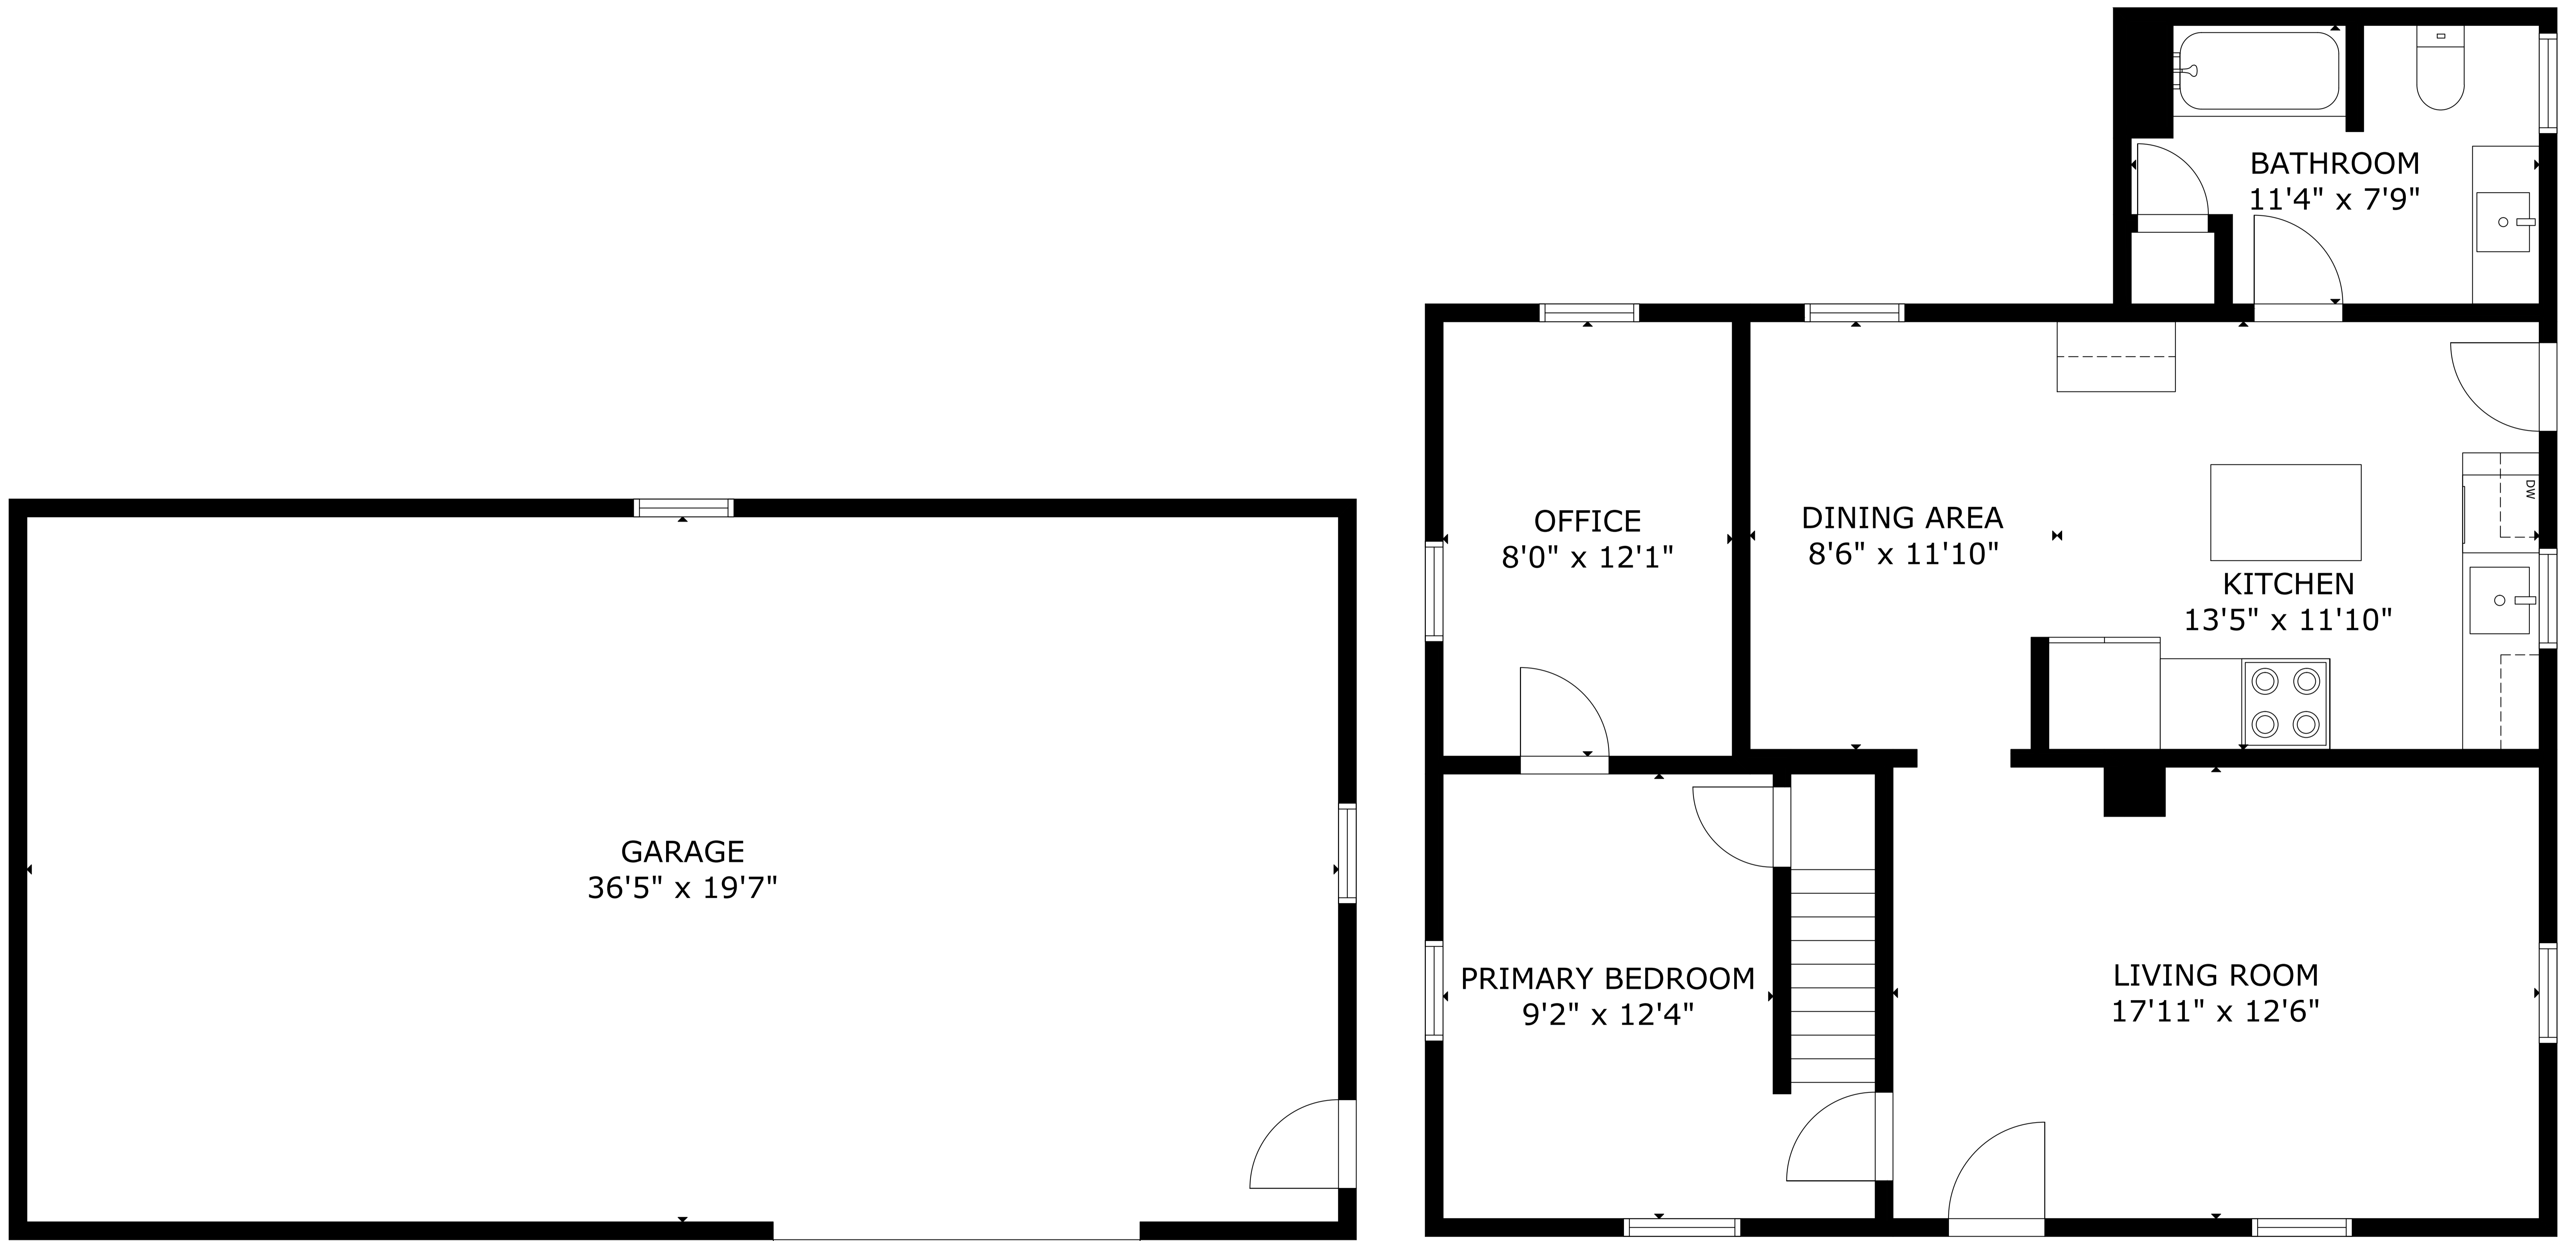 BATHROOM
11'4" x 7'9"
OFFICE
8'0" x 12'1"
DINING AREA
8'6" x 11'10"
DW
KITCHEN
13'5" x 11'10"
GARAGE
36'5" x 19'7"
PRIMARY BEDROOM
9'2" x 12'4"
LIVING ROOM
17'11" x 12'6"